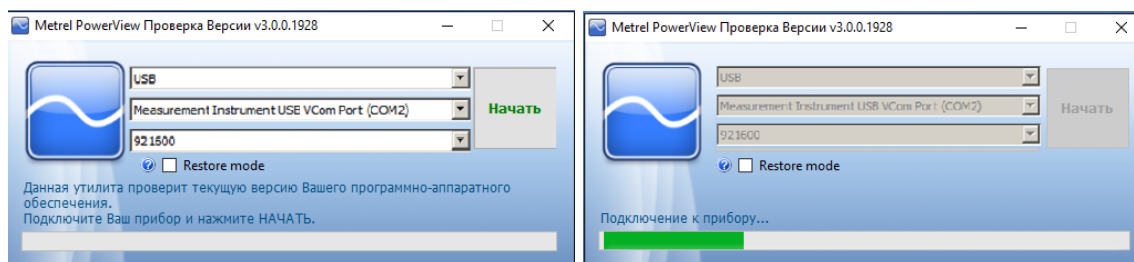 Metrel PowerView Проверка Версии v3.0.0.1928
USB
Measurement Instrument USE VCom Port (COM2)
921600
Начать
Restore mode
Данная утилита проверит текущую версию Вашего программно-аппаратного
обеспечения.
Подключите Ваш прибор и нажмите НАЧАТЬ.
Metrel PowerView Проверка Версии v3.0.0.1928
USB
Measurement Instrument USB VCom Port (COM2)
921600
Начать
Restore mode
Подключение к прибору...